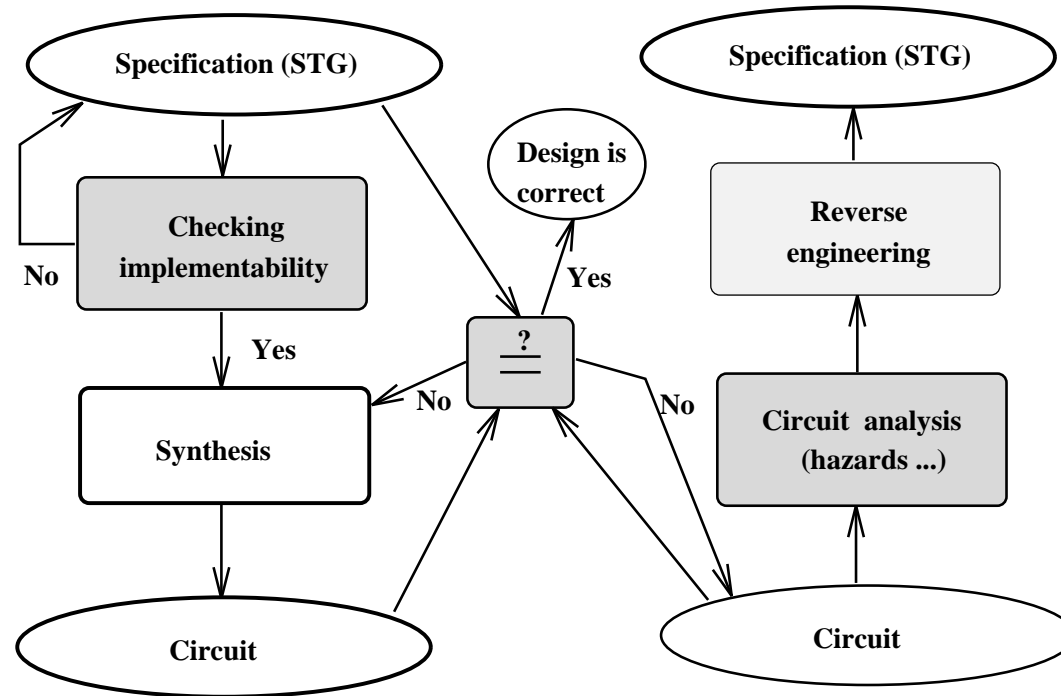 Specification (STG)
Specification (STG)
Design is
correct
Checking
implementability
Reverse
engineering
No
Yes
?
Yes
No
No
Synthesis
Circuit analysis
(hazards ...)
Circuit
Circuit